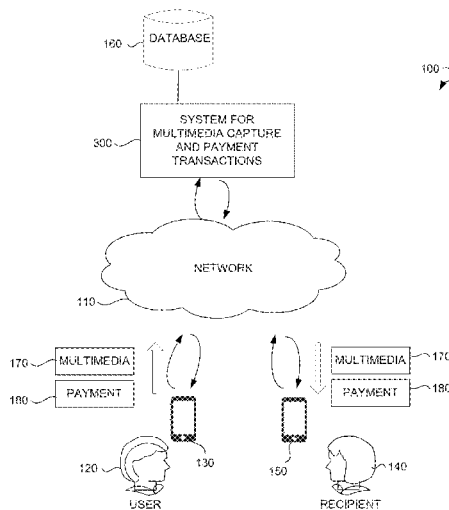 160
DATABASE
100
300
SYSTEM FOR
MULTIMEDIA CAPTURE
AND PAYMENT
TRANSACTIONS
NETWORK
110
170
MULTIMEDIA
MULTIMEDIA
170
180
PAYMENT
PAYMENT
180
120
130
150
140
USER
RECIPIENT